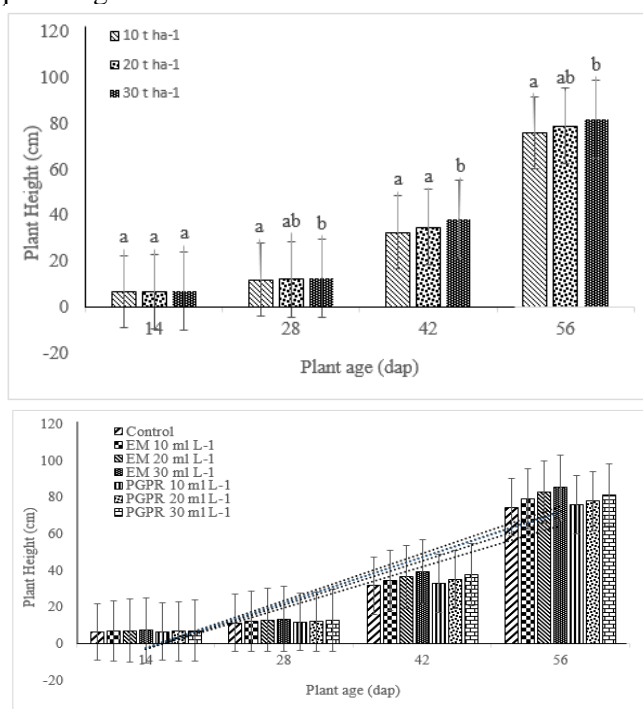 120
100
80
60
40
20
0
-20
Plant Height (cm)
10 t ha-1
20 t ha-1
30 t ha-1
a a a
a ab b
a a b
a ab b
14 28 42 56
Plant age (dap)
120
100
80
60
40
20
0
-20
Plant Height (cm)
Control
EM 10 ml L-1
EM 20 ml L-1
EM 30 ml L-1
PGPR 10 ml L-1
PGPR 20 ml L-1
PGPR 30 ml L-1
14 28 42 56
Plant age (dap)